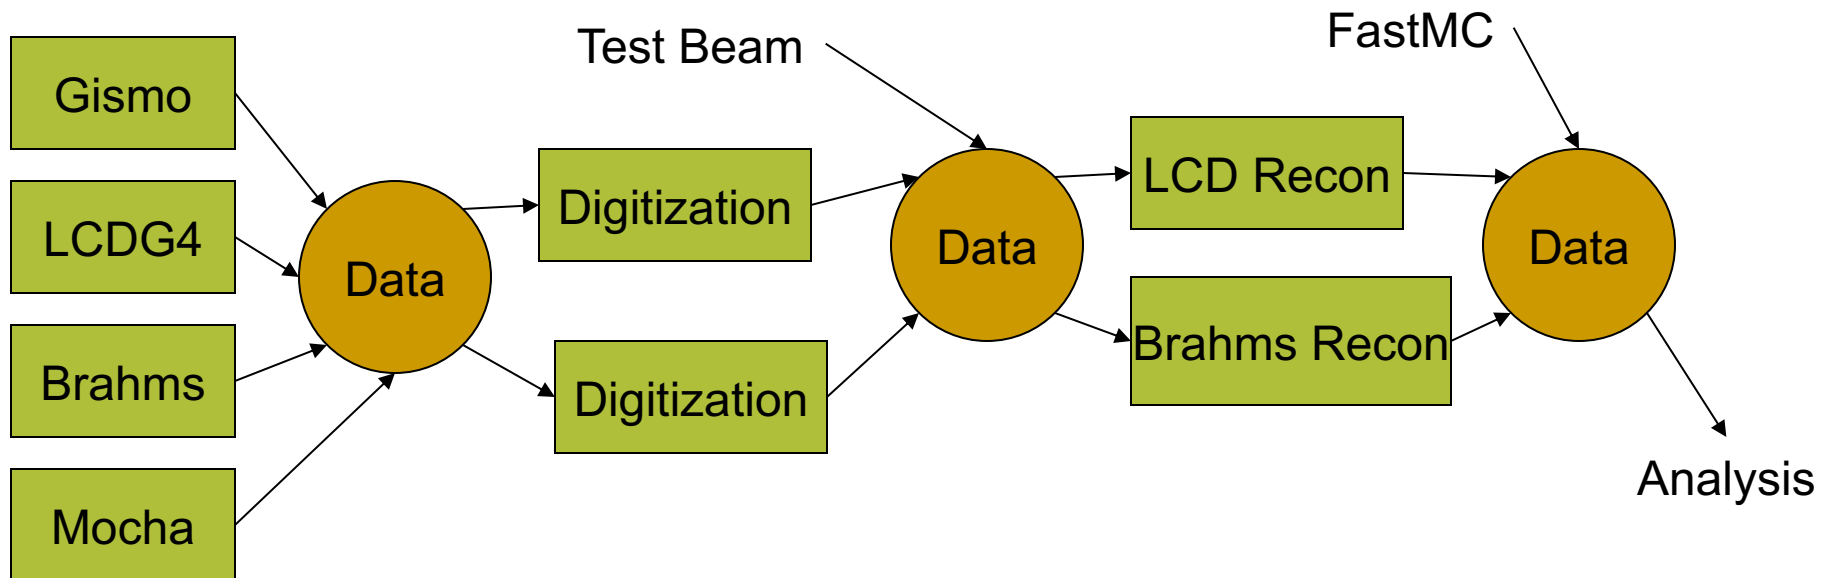 Gismo
LCDG4
Brahms
Mocha
Data
Digitization
Digitization
Test Beam
Data
LCD Recon
Brahms Recon
FastMC
Data
Analysis